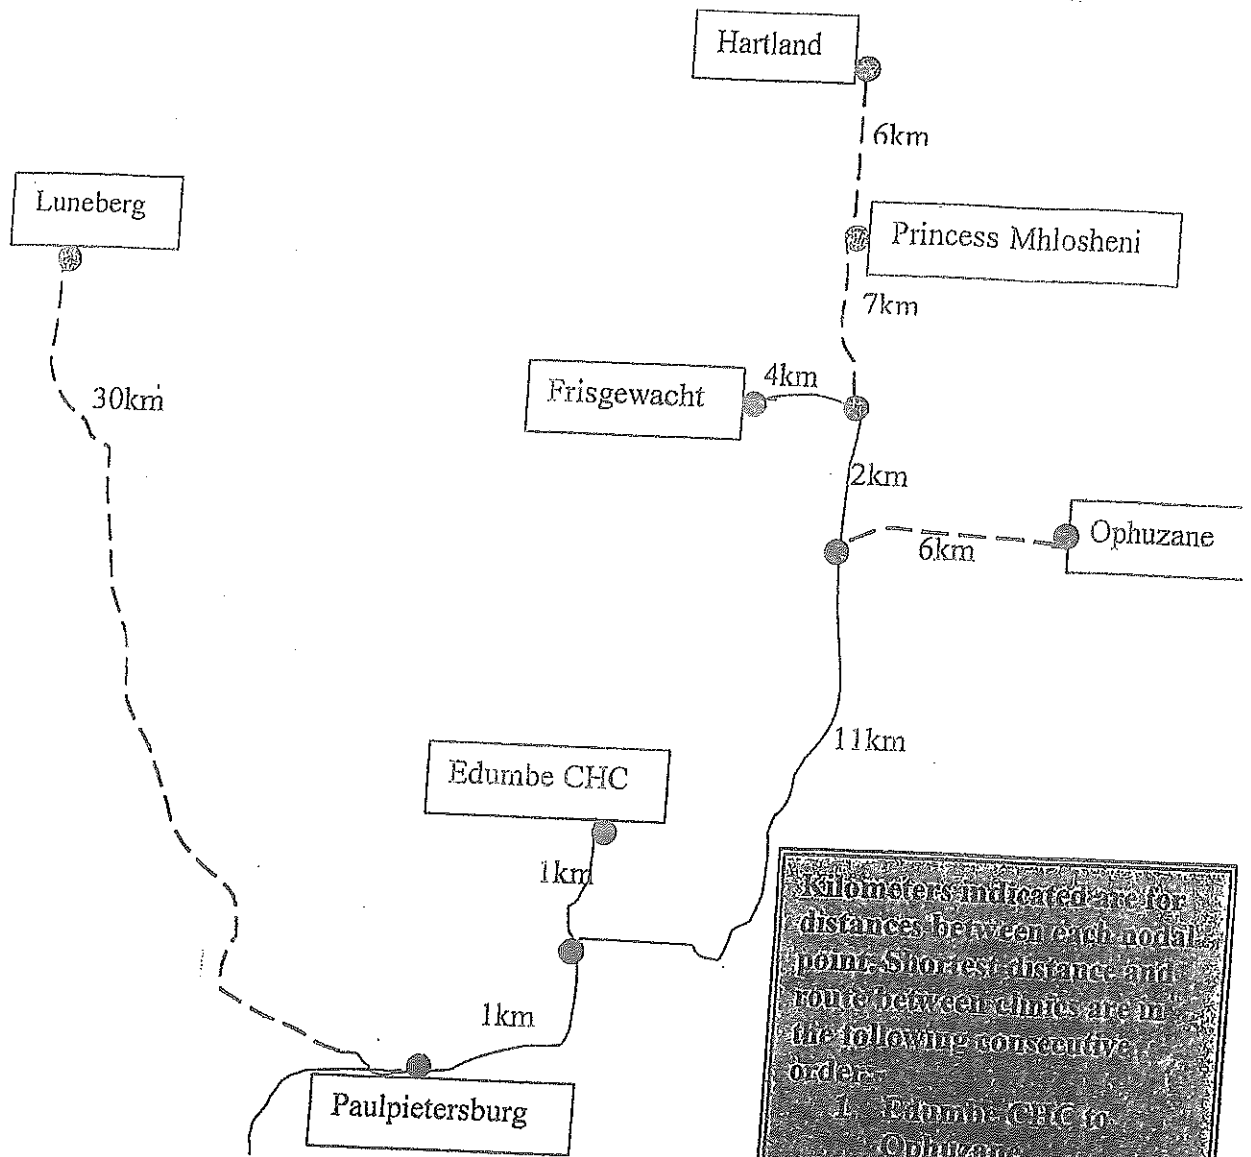 Hartland
6km
Luneberg
Princess Mhlosheni
7km
30km
Frisgewacht
4km
2km
Ophuzane
6km
11km
Edumbe CHC
1km
1km
Paulpietersburg
Kilometers indicated are for
distances between each nodal
point. Shortest distance and
route between clinics are in
the following consecutive
order:-
1. Edumbe CHC to
Ophuzane